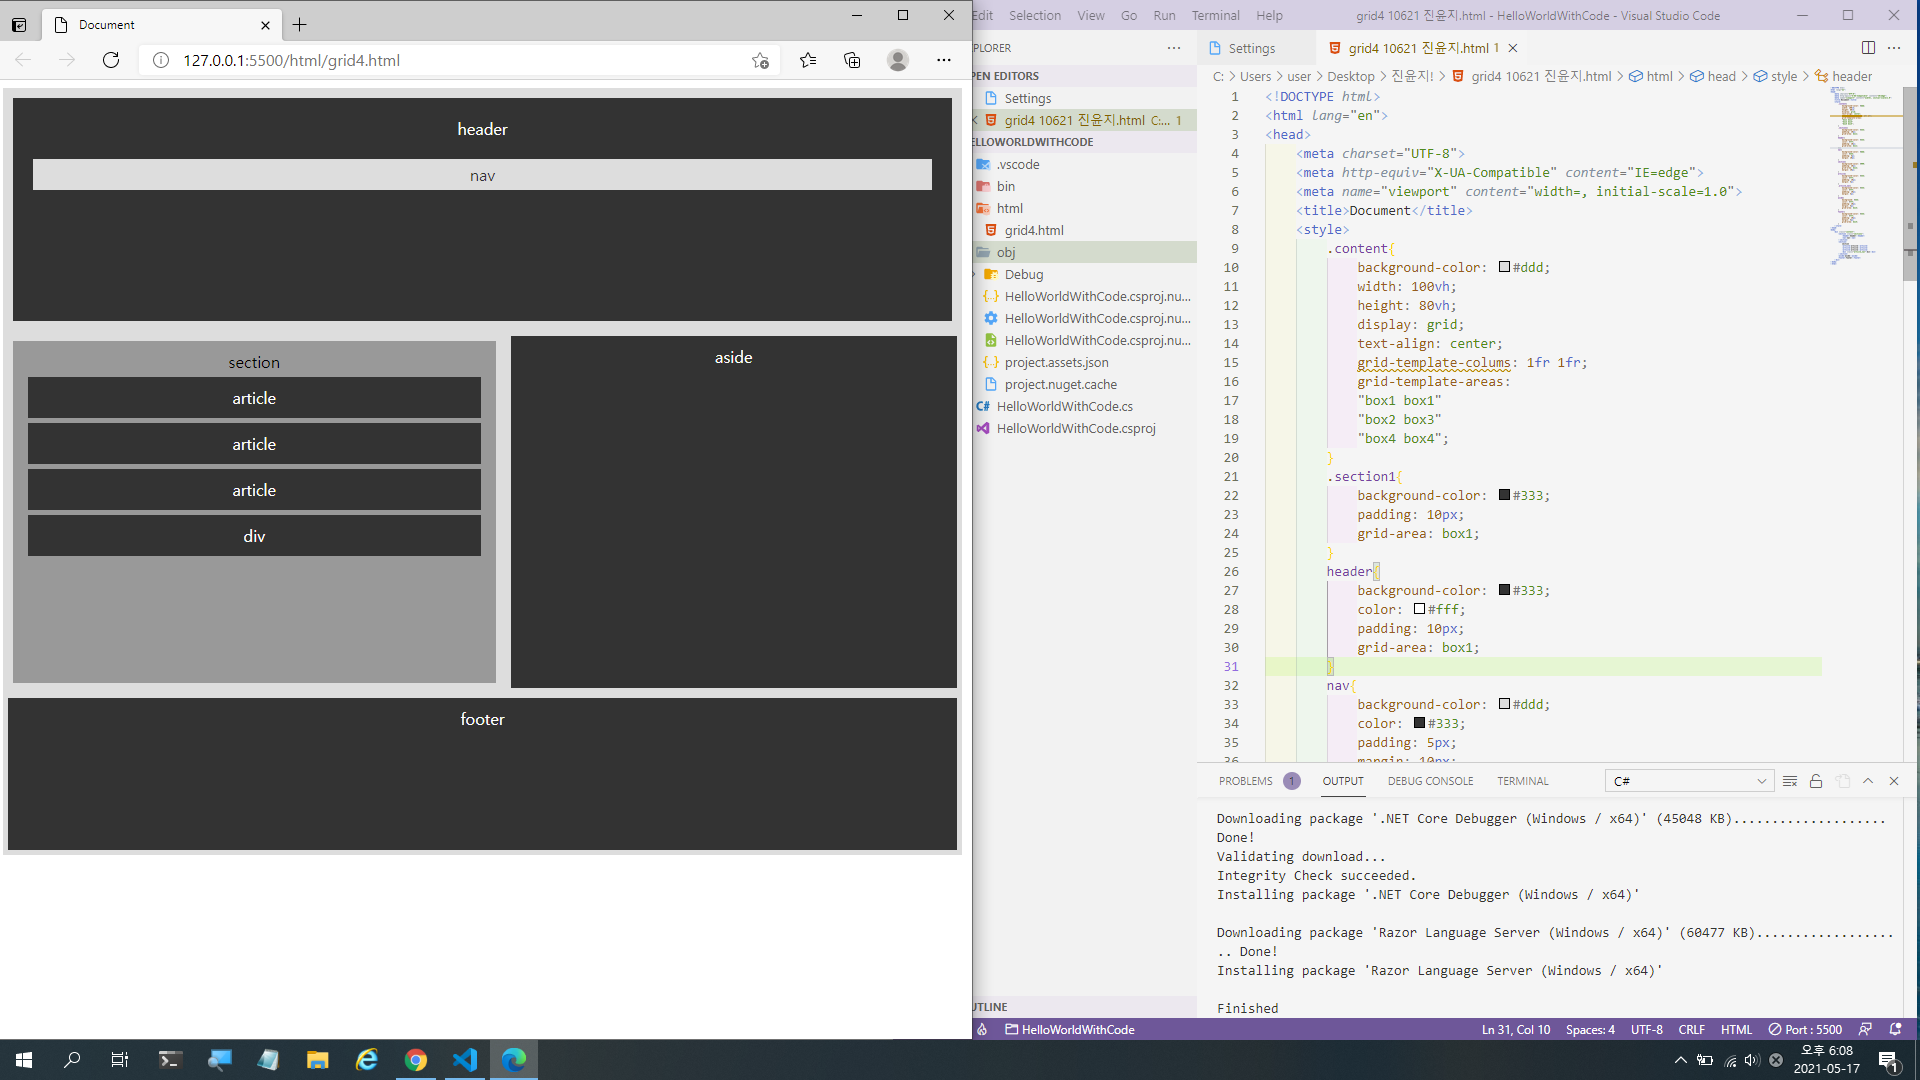 Document
127.0.0.1:5500/html/grid4.html
header
nav
section
article
article
article
div
aside
footer
Edit Selection View Go Run Terminal Help
grid4 10621 진윤지.html - HelloWorldWithCode - Visual Studio Code
PLORER
PEN EDITORS
Settings
grid4 10621 진윤지.html C:... 1
ELLOWORLDWITHCODE
.vscode
bin
html
grid4.html
obj
Debug
HelloWorldWithCode.csproj.nu...
HelloWorldWithCode.csproj.nu...
HelloWorldWithCode.csproj.nu...
project.assets.json
project.nuget.cache
HelloWorldWithCode.cs
HelloWorldWithCode.csproj
UTLINE
Settings
grid4 10621 진윤지.html 1
C: > Users > user > Desktop > 진윤지! > grid4 10621 진윤지.html > html > head > style > header
1 <!DOCTYPE html>
2 <html lang="en">
3 <head>
4 <meta charset="UTF-8">
5 <meta http-equiv="X-UA-Compatible" content="IE=edge">
6 <meta name="viewport" content="width=, initial-scale=1.0">
7 <title>Document</title>
8 <style>
9 .content{
10 background-color: #ddd;
11 width: 100vh;
12 height: 80vh;
13 display: grid;
14 text-align: center;
15 grid-template-colums: 1fr 1fr;
16 grid-template-areas:
17 "box1 box1"
18 "box2 box3"
19 "box4 box4";
20 }
21 .section1{
22 background-color: #333;
23 padding: 10px;
24 grid-area: box1;
25 }
26 header{
27 background-color: #333;
28 color: #fff;
29 padding: 10px;
30 grid-area: box1;
31 }
32 nav{
33 background-color: #ddd;
34 color: #333;
35 padding: 5px;
36 margin: 10px;
PROBLEMS 1 OUTPUT DEBUG CONSOLE TERMINAL C#
Downloading package '.NET Core Debugger (Windows / x64)' (45048 KB)....................
Done!
Validating download...
Integrity Check succeeded.
Installing package '.NET Core Debugger (Windows / x64)'
Downloading package 'Razor Language Server (Windows / x64)' (60477 KB)..................
.. Done!
Installing package 'Razor Language Server (Windows / x64)'
Finished
HelloWorldWithCode
Ln 31, Col 10 Spaces: 4 UTF-8 CRLF HTML Port : 5500
오후 6:08
2021-05-17
1